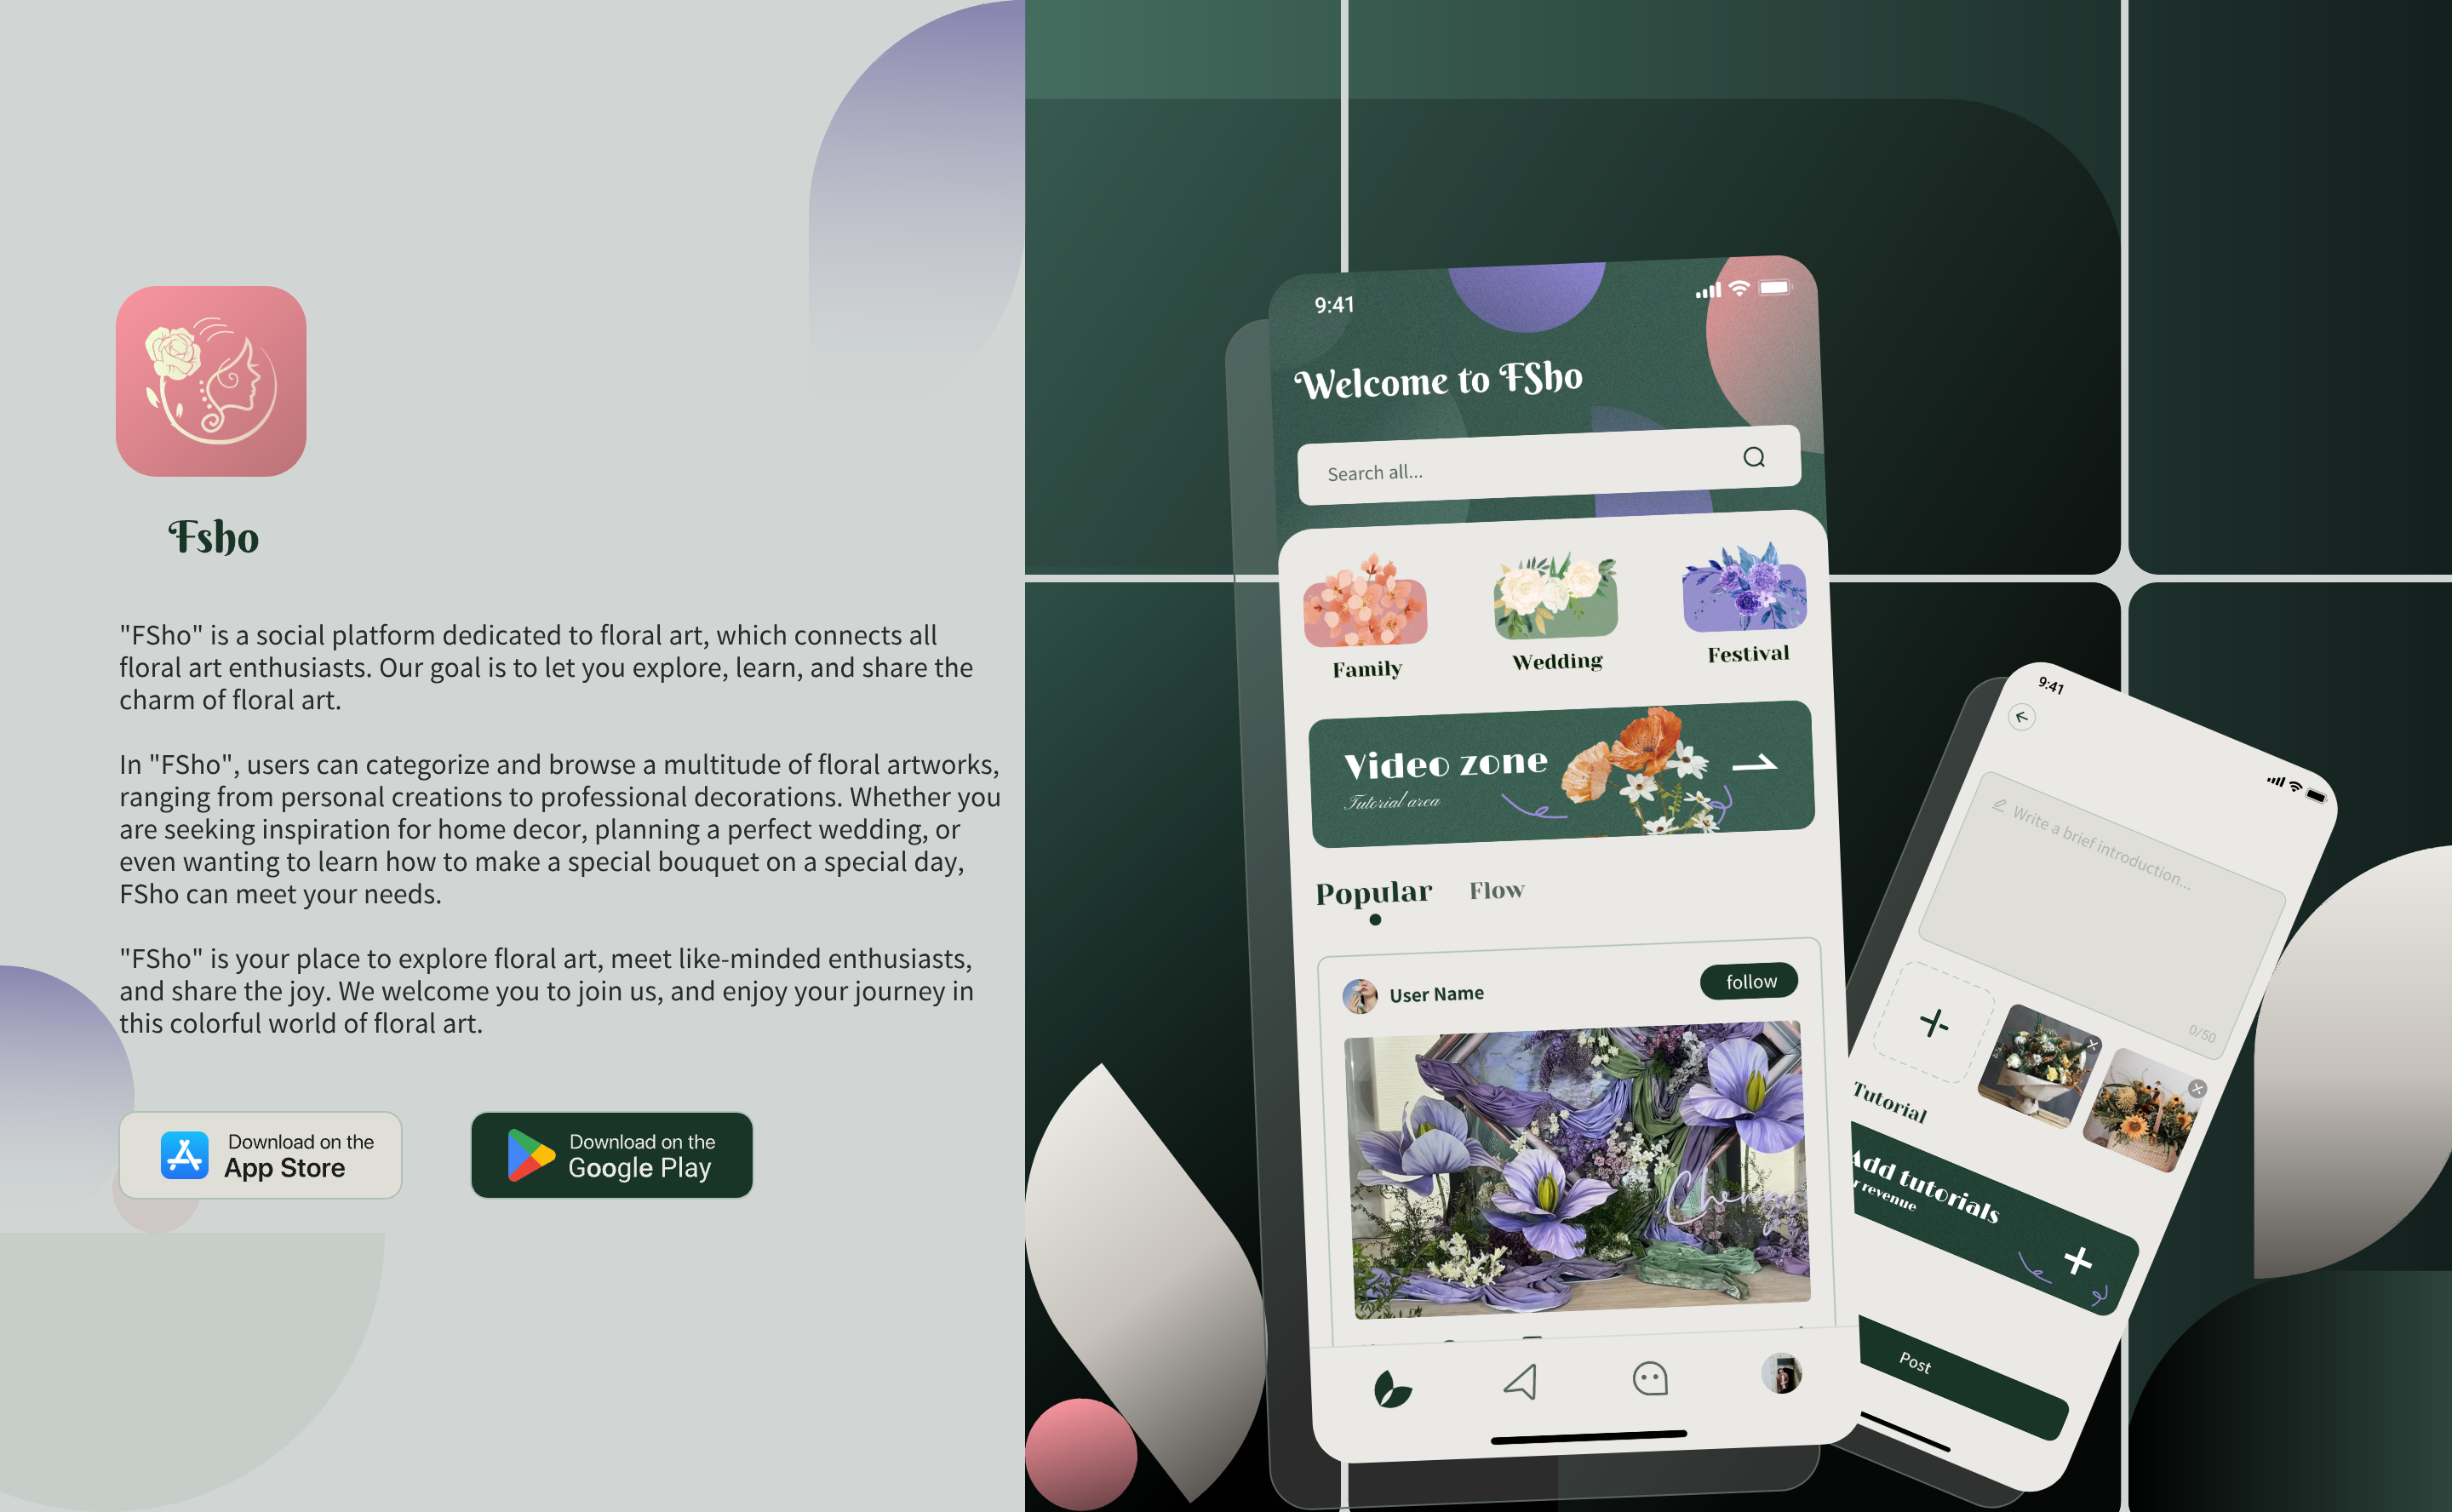 Fsho
"FSho" is a social platform dedicated to floral art, which connects all
floral art enthusiasts. Our goal is to let you explore, learn, and share the
charm of floral art.
In "FSho", users can categorize and browse a multitude of floral artworks,
ranging from personal creations to professional decorations. Whether you
are seeking inspiration for home decor, planning a perfect wedding, or
even wanting to learn how to make a special bouquet on a special day,
FSho can meet your needs.
"FSho" is your place to explore floral art, meet like-minded enthusiasts,
and share the joy. We welcome you to join us, and enjoy your journey in
this colorful world of floral art.
Download on the
App Store
Download on the
Google Play
9:41
Welcome to FSho
Search all...
Family
Wedding
Festival
Video zone
Tutorial area
Popular
Flow
User Name
follow
9:41
Write a brief introduction...
0/50
Tutorial
Add tutorials
revenue
Post